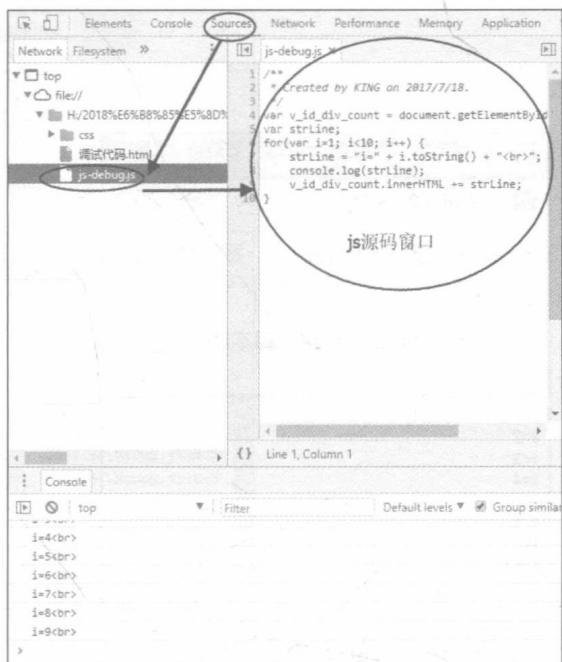 Elements Console Sources Network Performance Memory Application
Network Filesystem » js-debug.js ×
top
file://
H:/2018%E6%B8%85%E5%8D%
css
调试代码.html
js-debug.js
1 /**
2 * Created by KING on 2017/7/18.
3 */
4 var v_id_div_count = document.getElementById
5 var strLine;
6 for(var i=1; i<10; i++) {
7 strLine = "i=" + i.toString() + "<br>";
8 console.log(strLine);
9 v_id_div_count.innerHTML += strLine;
10 }
js源码窗口
{} Line 1, Column 1
Console
top Filter Default levels Group similar
i=4<br>
i=5<br>
i=6<br>
i=7<br>
i=8<br>
i=9<br>
>